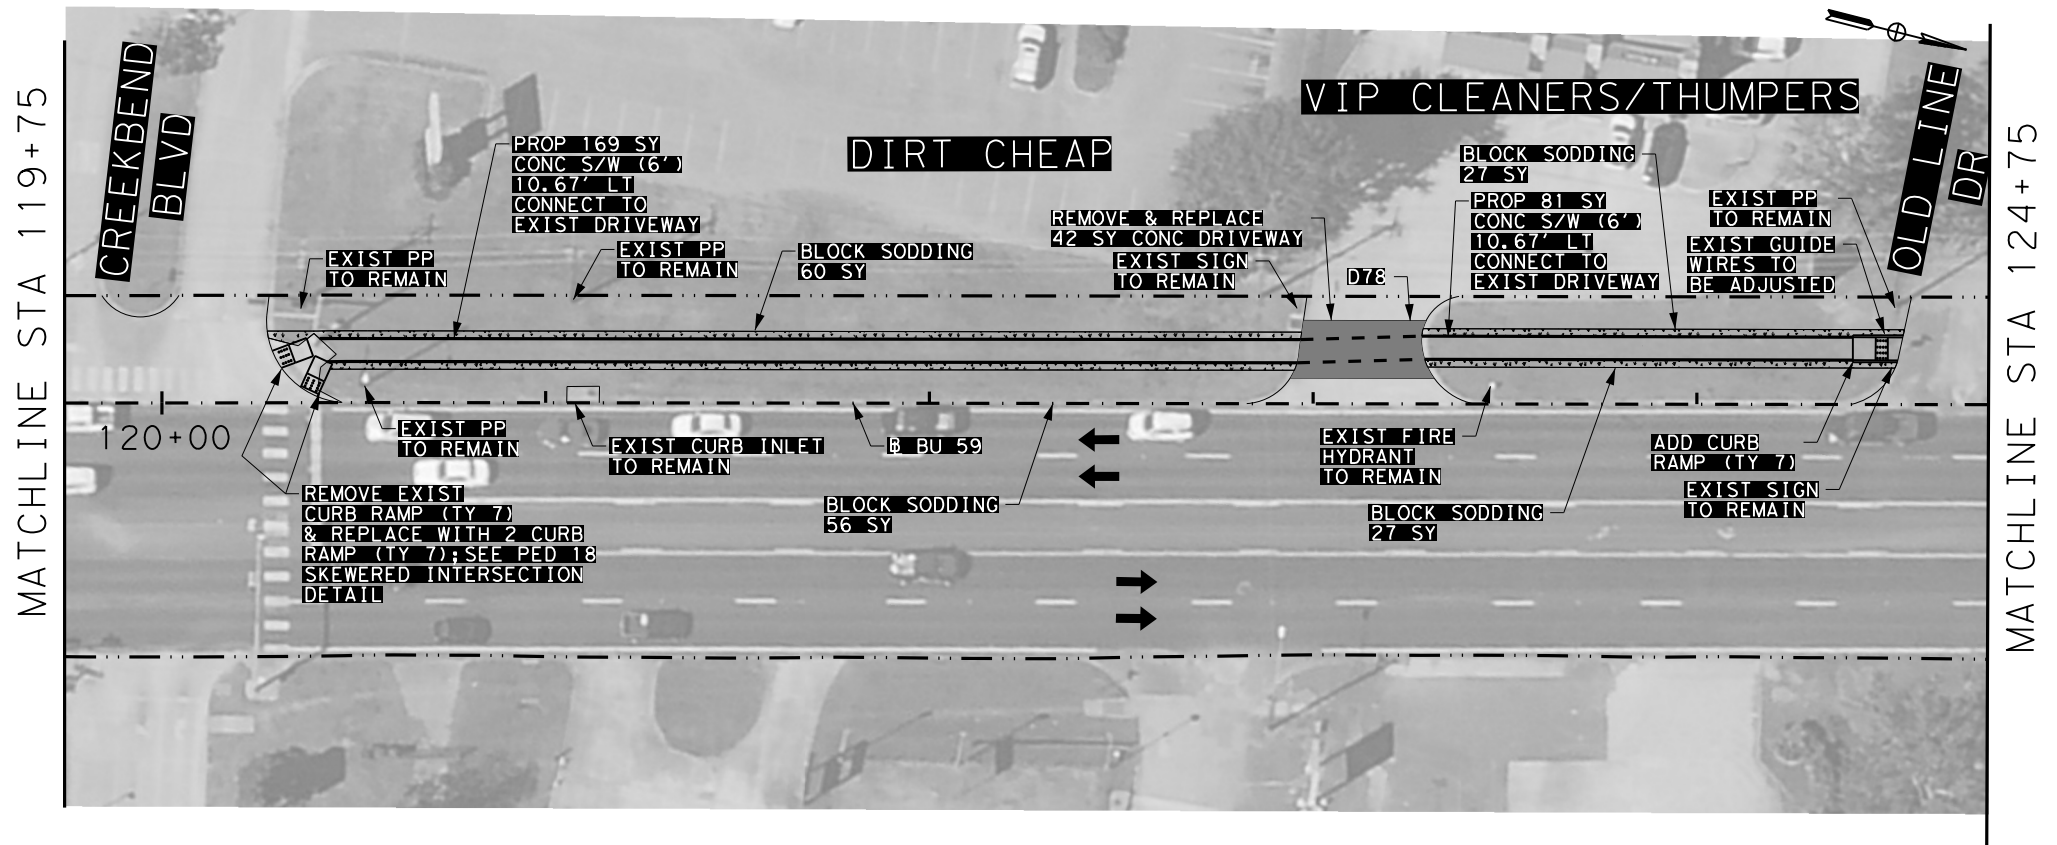 MATCHLINE STA 119+75
CREEKBEND
BLVD
DIRT CHEAP
VIP CLEANERS/THUMPERS
OLD LINE
DR
MATCHLINE STA 124+75
PROP 169 SY
CONC S/W (6')
10.67' LT
CONNECT TO
EXIST DRIVEWAY
EXIST PP
TO REMAIN
EXIST PP
TO REMAIN
BLOCK SODDING
60 SY
REMOVE & REPLACE
42 SY CONC DRIVEWAY
EXIST SIGN
TO REMAIN
D78
BLOCK SODDING
27 SY
PROP 81 SY
CONC S/W (6')
10.67' LT
CONNECT TO
EXIST DRIVEWAY
EXIST PP
TO REMAIN
EXIST GUIDE
WIRES TO
BE ADJUSTED
120+00
EXIST PP
TO REMAIN
EXIST CURB INLET
TO REMAIN
BL BU 59
BLOCK SODDING
56 SY
EXIST FIRE
HYDRANT
TO REMAIN
BLOCK SODDING
27 SY
ADD CURB
RAMP (TY 7)
EXIST SIGN
TO REMAIN
REMOVE EXIST
CURB RAMP (TY 7)
& REPLACE WITH 2 CURB
RAMP (TY 7);SEE PED 18
SKEWERED INTERSECTION
DETAIL